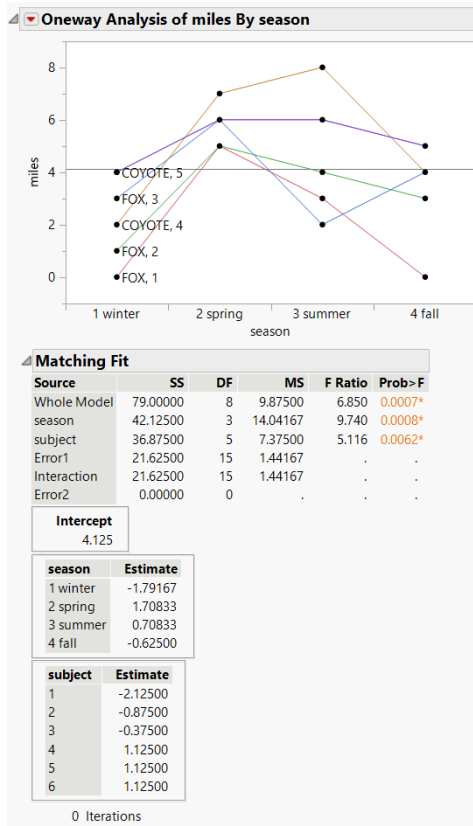 Oneway Analysis of miles By season
8
6
4
2
0
miles
COYOTE, 5
FOX, 3
COYOTE, 4
FOX, 2
FOX, 1
1 winter 2 spring 3 summer 4 fall
season
Matching Fit
Source SS DF MS F Ratio Prob>F
Whole Model 79.00000 8 9.87500 6.850 0.0007*
season 42.12500 3 14.04167 9.740 0.0008*
subject 36.87500 5 7.37500 5.116 0.0062*
Error1 21.62500 15 1.44167 . .
Interaction 21.62500 15 1.44167 . .
Error2 0.00000 0 . . .
Intercept
4.125
season Estimate
1 winter -1.79167
2 spring 1.70833
3 summer 0.70833
4 fall -0.62500
subject Estimate
1 -2.12500
2 -0.87500
3 -0.37500
4 1.12500
5 1.12500
6 1.12500
0 Iterations